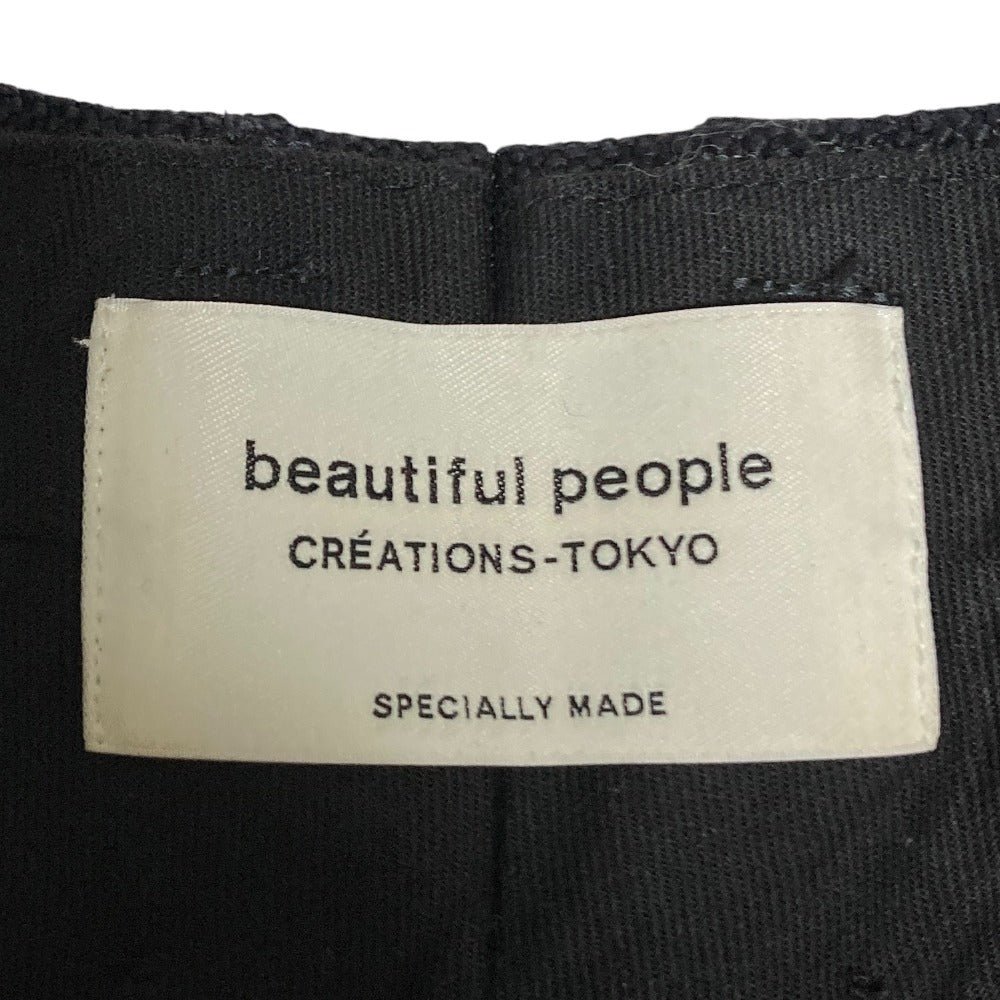 beautiful people
CRÉATIONS-TOKYO
SPECIALLY MADE